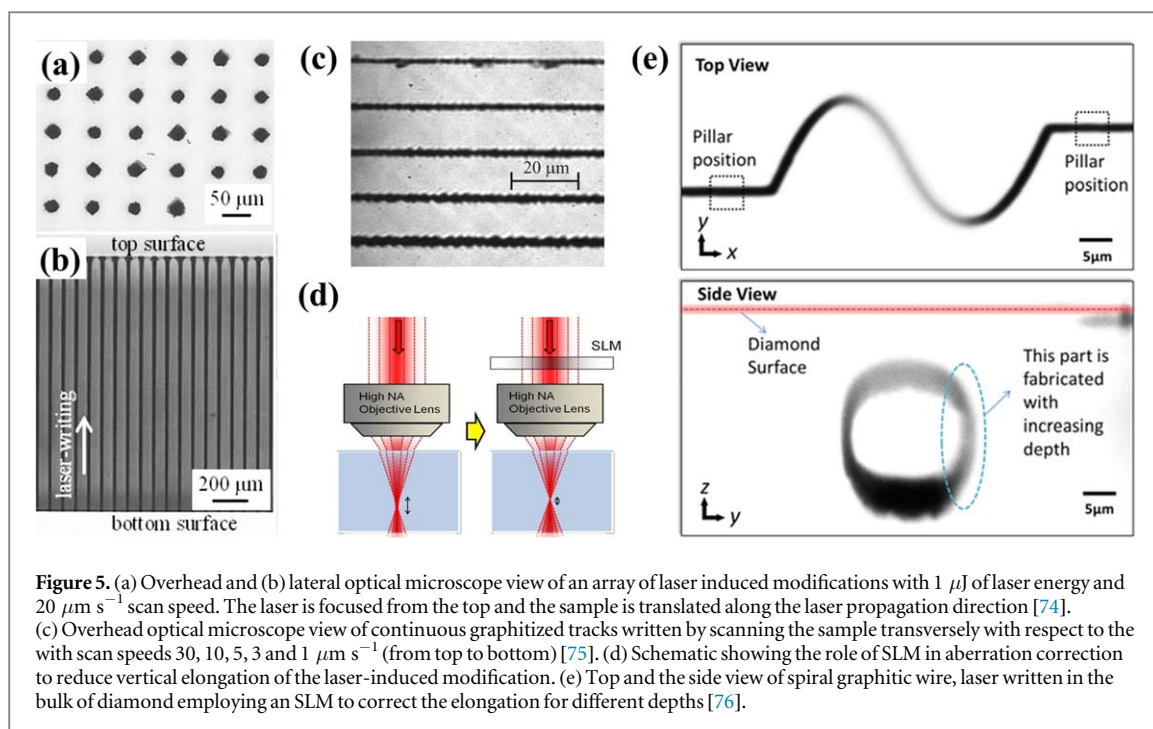 (a)
50 μm
top surface
(b)
laser-writing
200 μm
bottom surface
(c)
20 μm
(d)
SLM
High NA
Objective Lens
High NA
Objective Lens
(e)
Top View
Pillar
position
Pillar
position
y
x
5μm
Side View
Diamond
Surface
This part is
fabricated
with
increasing
depth
z
y
5μm
Figure 5. (a) Overhead and (b) lateral optical microscope view of an array of laser induced modifications with 1 μJ of laser energy and
20 μm s⁻¹ scan speed. The laser is focused from the top and the sample is translated along the laser propagation direction [74].
(c) Overhead optical microscope view of continuous graphitized tracks written by scanning the sample transversely with respect to the
with scan speeds 30, 10, 5, 3 and 1 μm s⁻¹ (from top to bottom) [75]. (d) Schematic showing the role of SLM in aberration correction
to reduce vertical elongation of the laser-induced modification. (e) Top and the side view of spiral graphitic wire, laser written in the
bulk of diamond employing an SLM to correct the elongation for different depths [76].